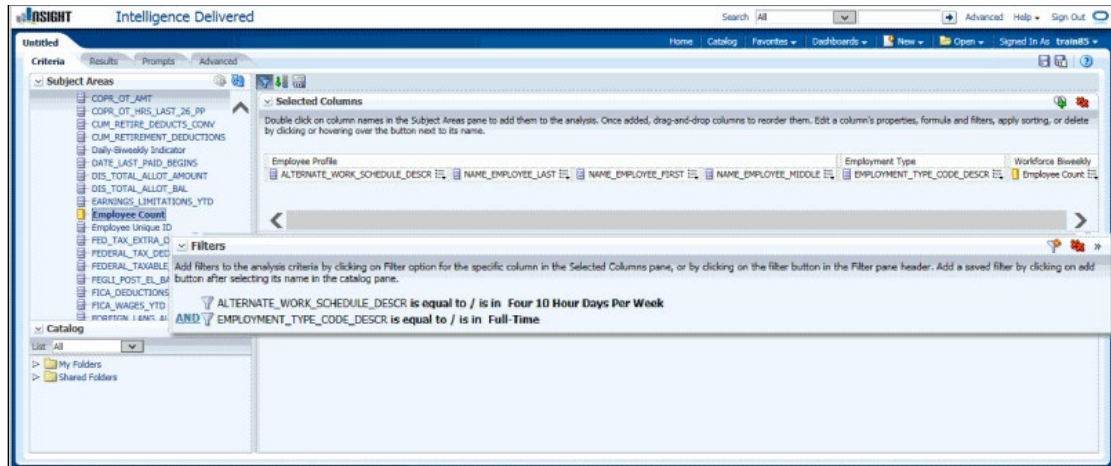 INSIGHT Intelligence Delivered
Search All Advanced Help Sign Out
Untitled
Home Catalog Favorites Dashboards New Open Signed In As train85
Criteria Results Prompts Advanced
Subject Areas
COPR_OT_AMT
COPR_OT_HRS_LAST_26_PP
CUM_RETIRE_DEDUCTS_CONV
CUM_RETIREMENT_DEDUCTIONS
Daily-Biweekly Indicator
DATE_LAST_PAID_BEGINS
DIS_TOTAL_ALLOT_AMOUNT
DIS_TOTAL_ALLOT_BAL
EARNINGS_LIMITATIONS_YTD
Employee Count
Employee Unique ID
FED_TAX_EXTRA_D
FEDERAL_TAX_DED
FEDERAL_TAXABLE_
FEGLI_POST_EL_BA
FICA_DEDUCTIONS
FICA_WAGES_YTD
FOREIGN_LANG_AL
Catalog
List All
My Folders
Shared Folders
Selected Columns
Double click on column names in the Subject Areas pane to add them to the analysis. Once added, drag-and-drop columns to reorder them. Edit a column's properties, formula and filters, apply sorting, or delete
by clicking or hovering over the button next to its name.
Employee Profile Employment Type Workforce Biweekly
ALTERNATE_WORK_SCHEDULE_DESCR NAME_EMPLOYEE_LAST NAME_EMPLOYEE_FIRST NAME_EMPLOYEE_MIDDLE EMPLOYMENT_TYPE_CODE_DESCR Employee Count
Filters
Add filters to the analysis criteria by clicking on Filter option for the specific column in the Selected Columns pane, or by clicking on the filter button in the Filter pane header. Add a saved filter by clicking on add
button after selecting its name in the catalog pane.
ALTERNATE_WORK_SCHEDULE_DESCR is equal to / is in Four 10 Hour Days Per Week
AND EMPLOYMENT_TYPE_CODE_DESCR is equal to / is in Full-Time